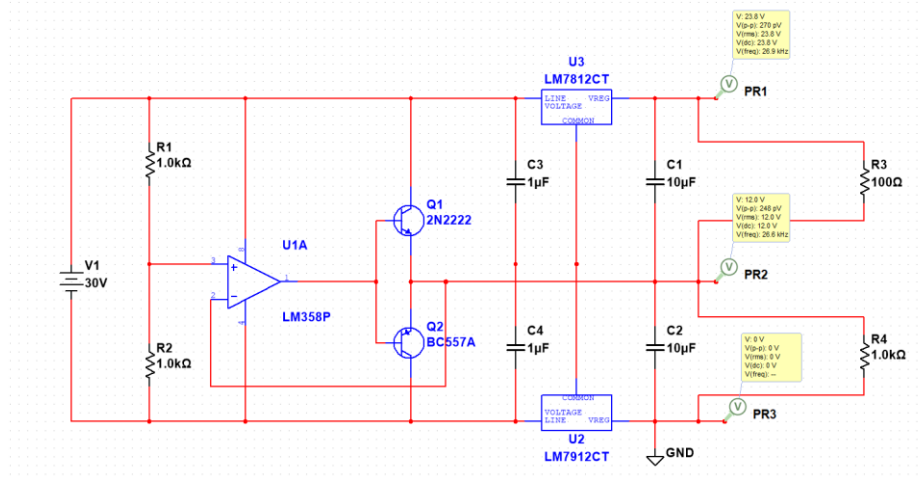 V: 23.8 V
V(p-p): 270 pV
V(rms): 23.8 V
V(dc): 23.8 V
V(freq): 26.9 kHz
V
PR1
U3
LM7812CT
LINE VREG
VOLTAGE
COMMON
R1
1.0kΩ
C3
1µF
C1
10µF
R3
100Ω
Q1
2N2222
V: 12.0 V
V(p-p): 248 pV
V(rms): 12.0 V
V(dc): 12.0 V
V(freq): 26.6 kHz
V
PR2
U1A
8
3
+
1
2
−
4
LM358P
V1
30V
Q2
BC557A
R2
1.0kΩ
C4
1µF
C2
10µF
R4
1.0kΩ
V: 0 V
V(p-p): 0 V
V(rms): 0 V
V(dc): 0 V
V(freq): --
V
PR3
COMMON
VOLTAGE
LINE VREG
U2
LM7912CT
GND